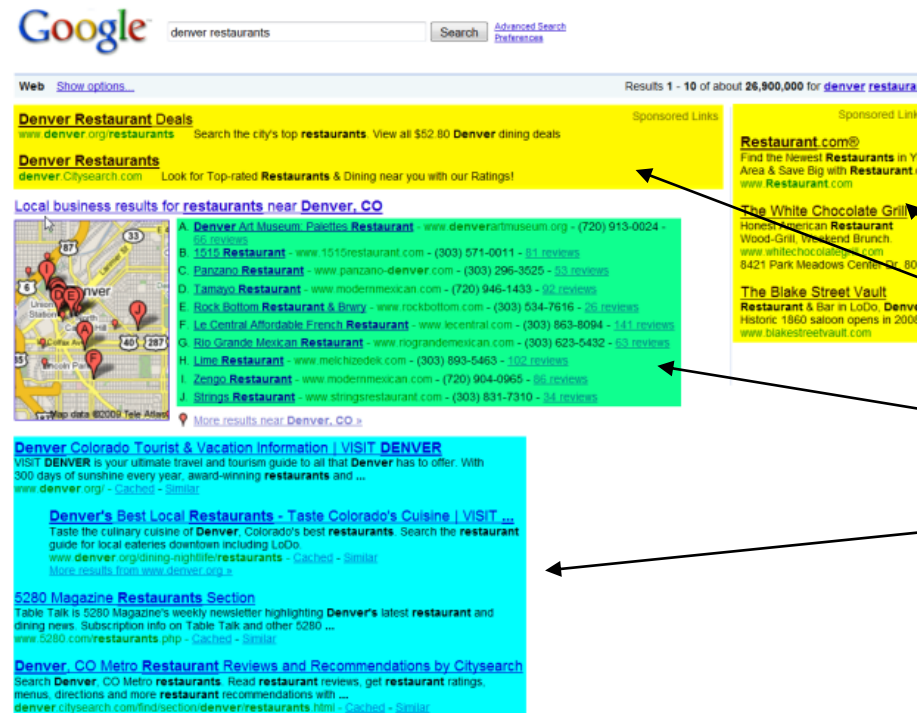 Google
denver restaurants
Search
Advanced Search
Preferences
Web Show options...
Results 1 - 10 of about 26,900,000 for denver restaura
Denver Restaurant Deals
Sponsored Links
www.denver.org/restaurants Search the city's top restaurants. View all $52.80 Denver dining deals
Denver Restaurants
denver.Citysearch.com Look for Top-rated Restaurants & Dining near you with our Ratings!
Sponsored Link
Restaurant.com®
Find the Newest Restaurants in Y
Area & Save Big with Restaurant.
www.Restaurant.com
The White Chocolate Grill
Honest American Restaurant
Wood-Grill, Weekend Brunch.
www.whitechocolategrill.com
8421 Park Meadows Center Dr, 80
The Blake Street Vault
Restaurant & Bar in LoDo, Denve
Historic 1860 saloon opens in 2008
www.blakestreetvault.com
Local business results for restaurants near Denver, CO
A. Denver Art Museum: Palettes Restaurant - www.denverartmuseum.org - (720) 913-0024 -
66 reviews
B. 1515 Restaurant - www.1515restaurant.com - (303) 571-0011 - 81 reviews
C. Panzano Restaurant - www.panzano-denver.com - (303) 296-3525 - 53 reviews
D. Tamayo Restaurant - www.modernmexican.com - (720) 946-1433 - 92 reviews
E. Rock Bottom Restaurant & Brwry - www.rockbottom.com - (303) 534-7616 - 26 reviews
F. Le Central Affordable French Restaurant - www.lecentral.com - (303) 863-8094 - 141 reviews
G. Rio Grande Mexican Restaurant - www.riograndemexican.com - (303) 623-5432 - 63 reviews
H. Lime Restaurant - www.melchizedek.com - (303) 893-5463 - 102 reviews
I. Zengo Restaurant - www.modernmexican.com - (720) 904-0965 - 86 reviews
J. Strings Restaurant - www.stringsrestaurant.com - (303) 831-7310 - 34 reviews
More results near Denver, CO »
87
33
I
6
D
E
nver
Union
Station
J
A
Hill
Colfax Av
40
287
F
Lincoln Park
85
Map data ©2009 Tele Atlas
Denver Colorado Tourist & Vacation Information | VISIT DENVER
VISIT DENVER is your ultimate travel and tourism guide to all that Denver has to offer. With
300 days of sunshine every year, award-winning restaurants and ...
www.denver.org/ - Cached - Similar
Denver's Best Local Restaurants - Taste Colorado's Cuisine | VISIT ...
Taste the culinary cuisine of Denver, Colorado's best restaurants. Search the restaurant
guide for local eateries downtown including LoDo.
www.denver.org/dining-nightlife/restaurants - Cached - Similar
More results from www.denver.org »
5280 Magazine Restaurants Section
Table Talk is 5280 Magazine's weekly newsletter highlighting Denver's latest restaurant and
dining news. Subscription info on Table Talk and other 5280 ...
www.5280.com/restaurants.php - Cached - Similar
Denver, CO Metro Restaurant Reviews and Recommendations by Citysearch
Search Denver, CO Metro restaurants. Read restaurant reviews, get restaurant ratings,
menus, directions and more restaurant recommendations with ...
denver.citysearch.com/find/section/denver/restaurants.html - Cached - Similar